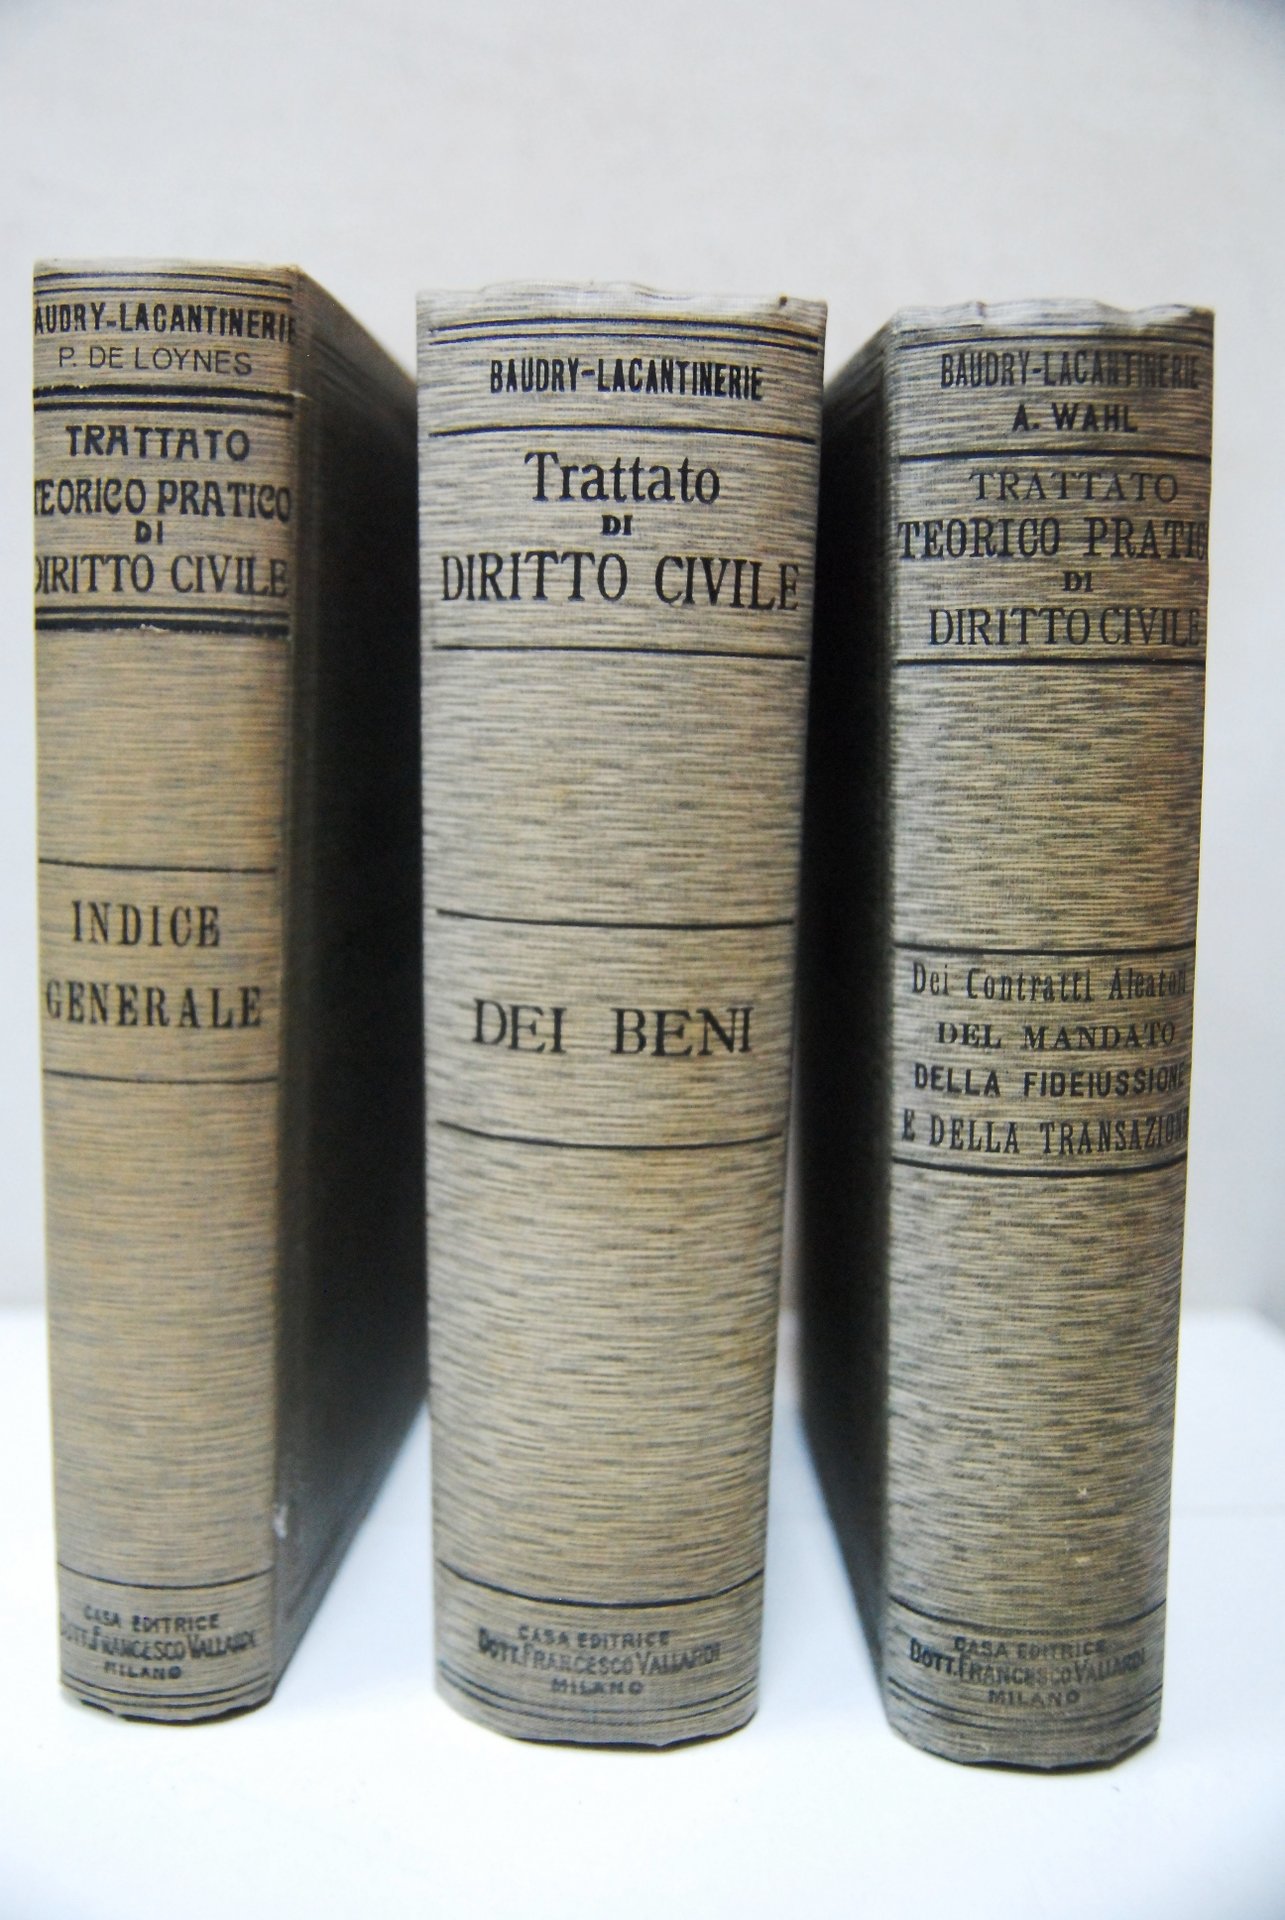 BAUDRY-LACANTINERIE
P. DE LOYNES
TRATTATO
TEORICO PRATICO
DI
DIRITTO CIVILE
INDICE
GENERALE
CASA EDITRICE
DOTT. FRANCESCO VALLARDI
MILANO
BAUDRY-LACANTINERIE
Trattato
DI
DIRITTO CIVILE
DEI BENI
CASA EDITRICE
DOTT. FRANCESCO VALLARDI
MILANO
BAUDRY-LACANTINERIE
A. WAHL
TRATTATO
TEORICO PRATICO
DI
DIRITTO CIVILE
Dei Contratti Aleatori
DEL MANDATO
DELLA FIDEIUSSIONE
E DELLA TRANSAZIONE
CASA EDITRICE
DOTT. FRANCESCO VALLARDI
MILANO